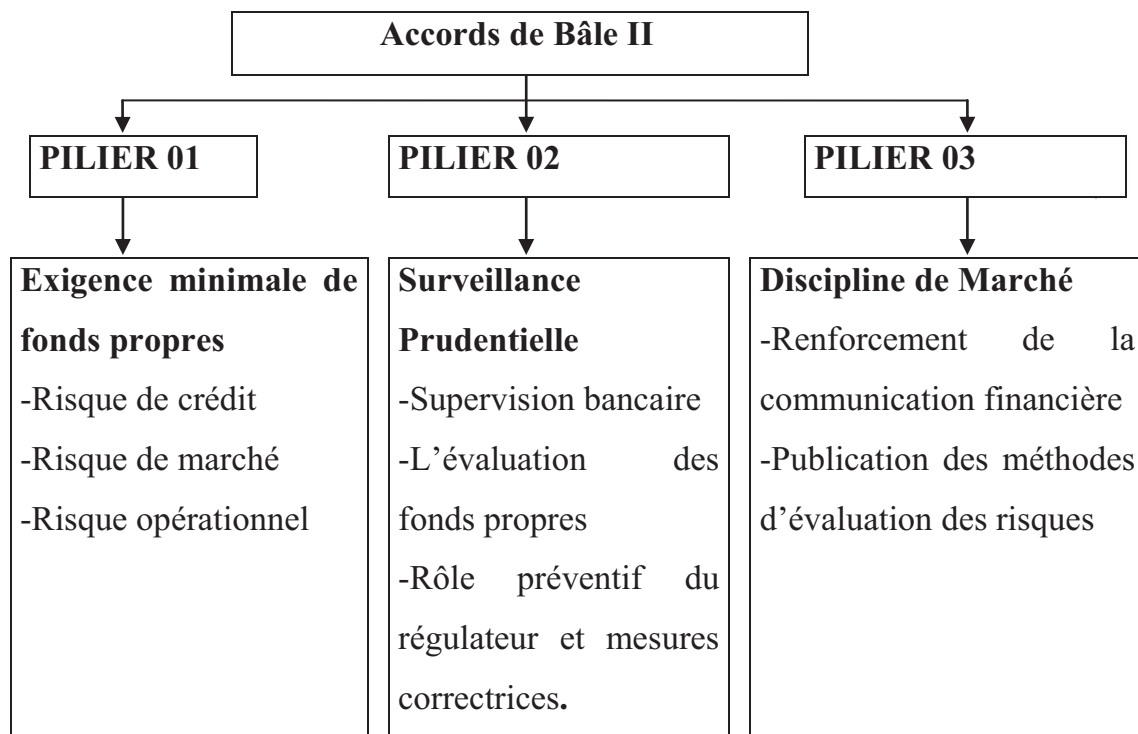 Accords de Bâle II
PILIER 01
PILIER 02
PILIER 03
Exigence minimale de
fonds propres
-Risque de crédit
-Risque de marché
-Risque opérationnel
Surveillance
Prudentielle
-Supervision bancaire
-L’évaluation des
fonds propres
-Rôle préventif du
régulateur et mesures
correctrices.
Discipline de Marché
-Renforcement de la
communication financière
-Publication des méthodes
d’évaluation des risques